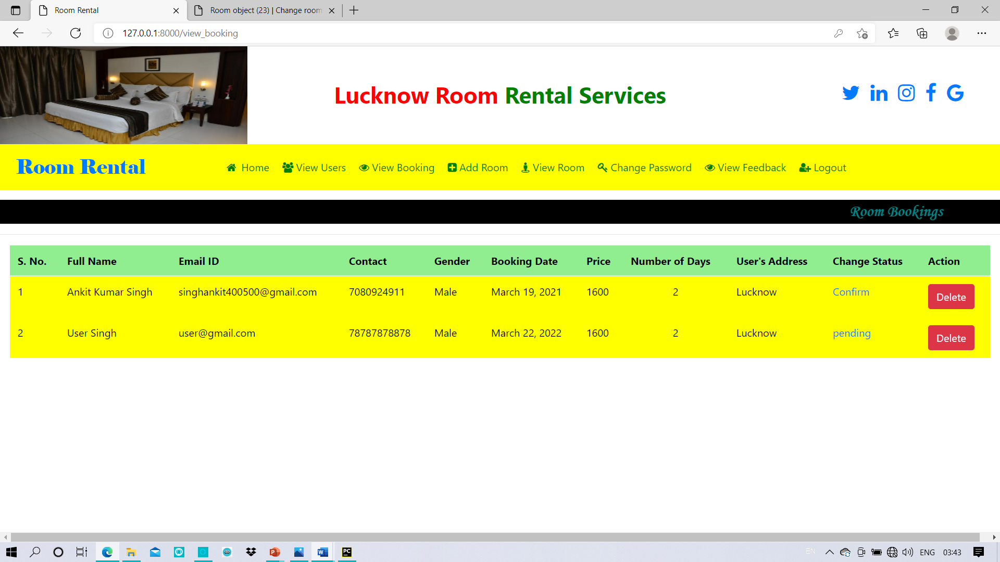 Room Rental
Room object (23) | Change room
127.0.0.1:8000/view_booking
Lucknow Room Rental Services
Room Rental
Home View Users View Booking Add Room View Room Change Password View Feedback Logout
Room Bookings
S. No. Full Name Email ID Contact Gender Booking Date Price Number of Days User's Address Change Status Action
1 Ankit Kumar Singh singhankit400500@gmail.com 7080924911 Male March 19, 2021 1600 2 Lucknow Confirm Delete
2 User Singh user@gmail.com 78787878878 Male March 22, 2022 1600 2 Lucknow pending Delete
EN ENG 03:43